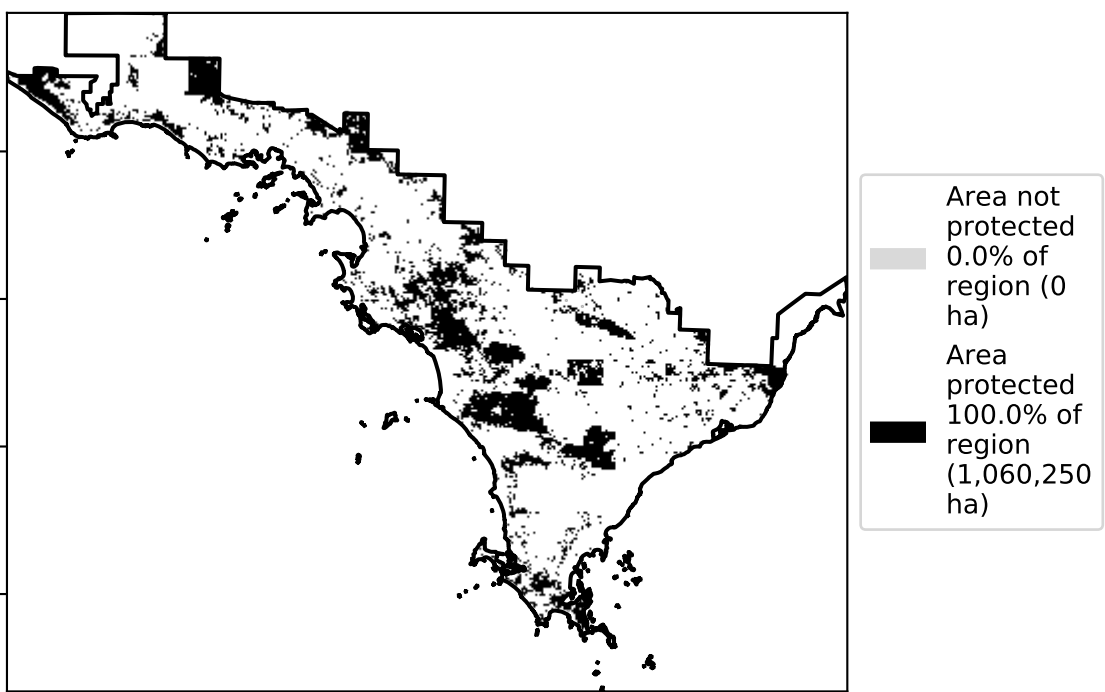 Area not
protected
0.0% of
region (0
ha)
Area
protected
100.0% of
region
(1,060,250
ha)